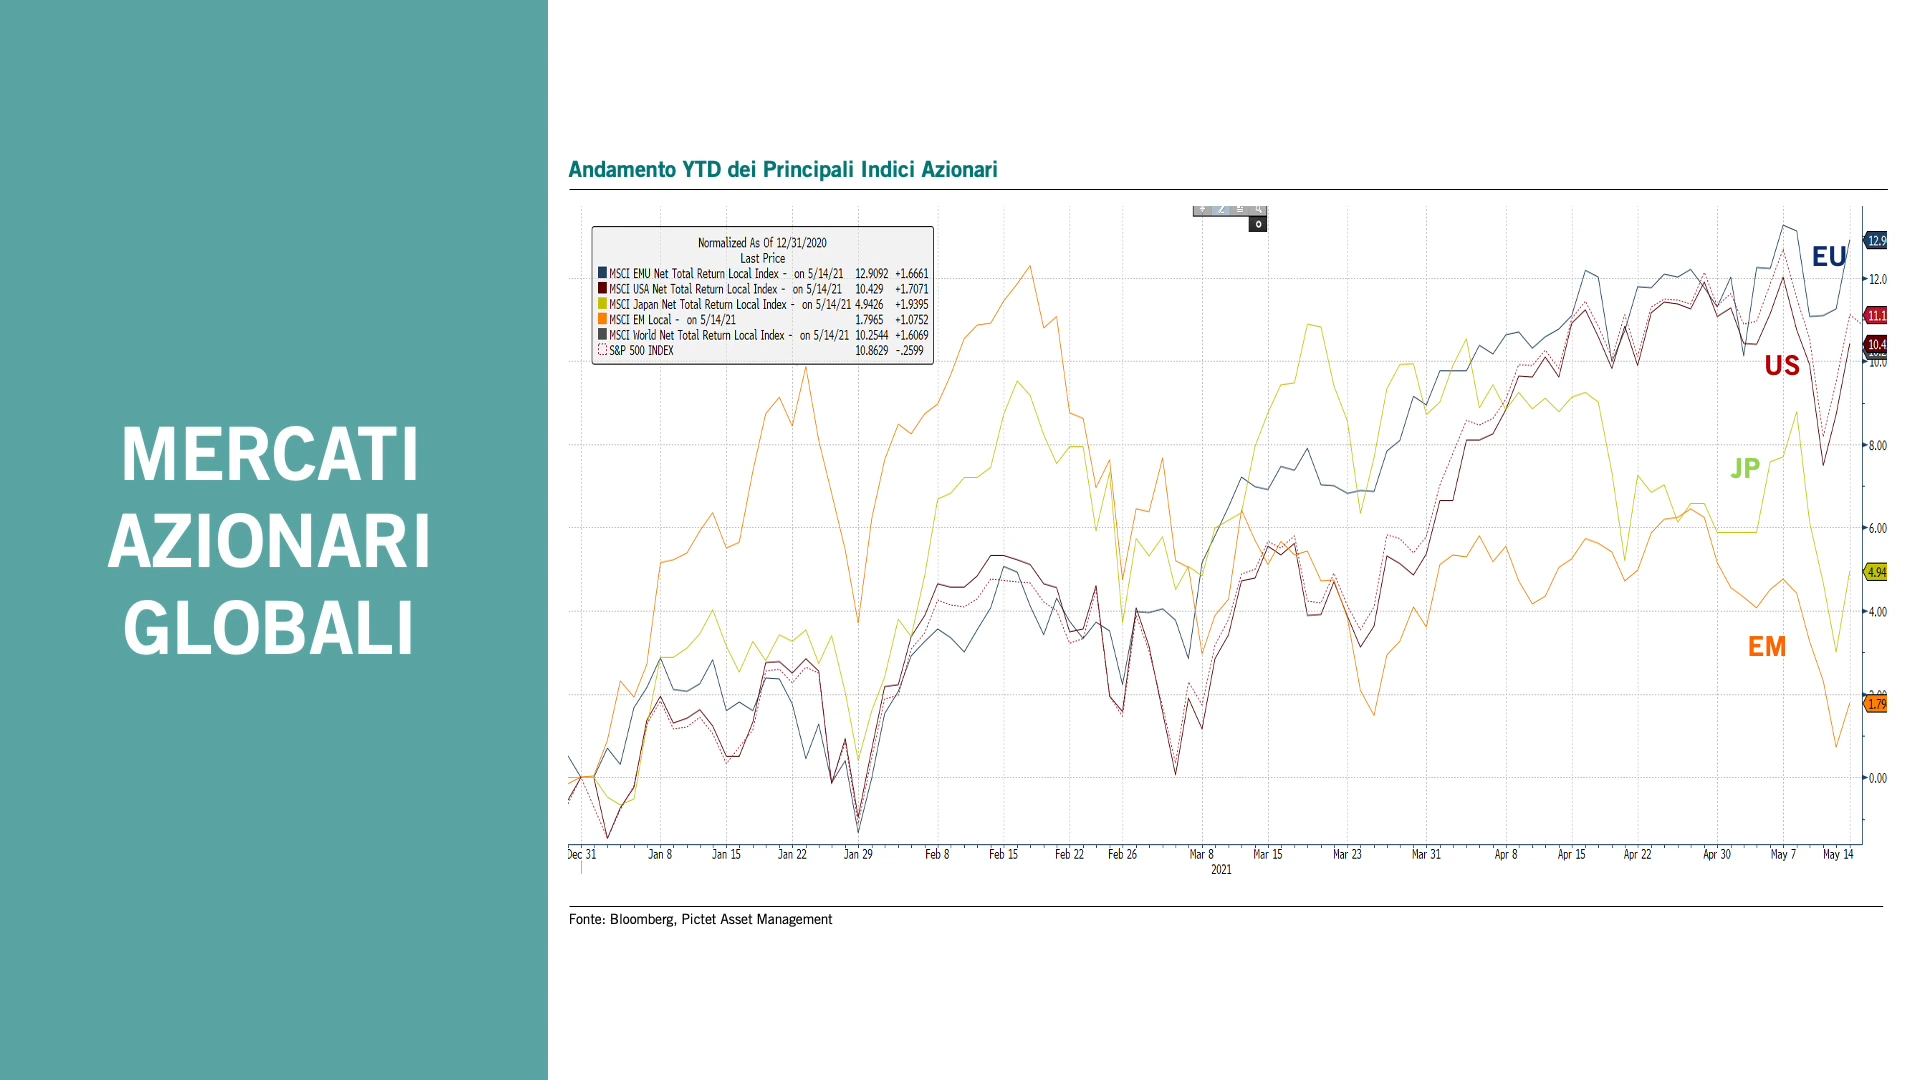 MERCATI
AZIONARI
GLOBALI
Andamento YTD dei Principali Indici Azionari
Normalized As Of 12/31/2020
Last Price
MSCI EMU Net Total Return Local Index - on 5/14/21 12.9092 +1.6661
MSCI USA Net Total Return Local Index - on 5/14/21 10.429 +1.7071
MSCI Japan Net Total Return Local Index - on 5/14/21 4.9426 +1.9395
MSCI EM Local - on 5/14/21 1.7965 +1.0752
MSCI World Net Total Return Local Index - on 5/14/21 10.2544 +1.6069
S&P 500 INDEX 10.8629 -.2599
EU
US
JP
EM
12.9
12.0
11.1
10.4
10.0
8.00
6.00
4.94
4.00
2.00
1.79
0.00
Dec 31 Jan 8 Jan 15 Jan 22 Jan 29 Feb 8 Feb 15 Feb 22 Feb 26 Mar 8 Mar 15 Mar 23 Mar 31 Apr 8 Apr 15 Apr 22 Apr 30 May 7 May 14
2021
Fonte: Bloomberg, Pictet Asset Management